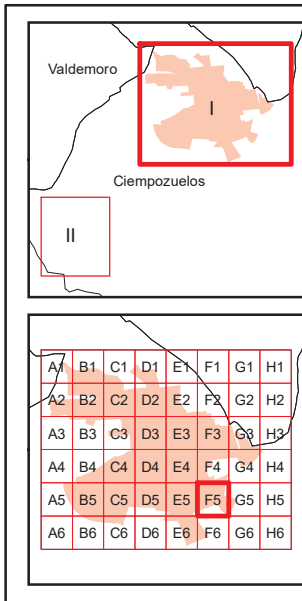 Valdemoro
I
Ciempozuelos
II
A1 B1 C1 D1 E1 F1 G1 H1
A2 B2 C2 D2 E2 F2 G2 H2
A3 B3 C3 D3 E3 F3 G3 H3
A4 B4 C4 D4 E4 F4 G4 H4
A5 B5 C5 D5 E5 F5 G5 H5
A6 B6 C6 D6 E6 F6 G6 H6